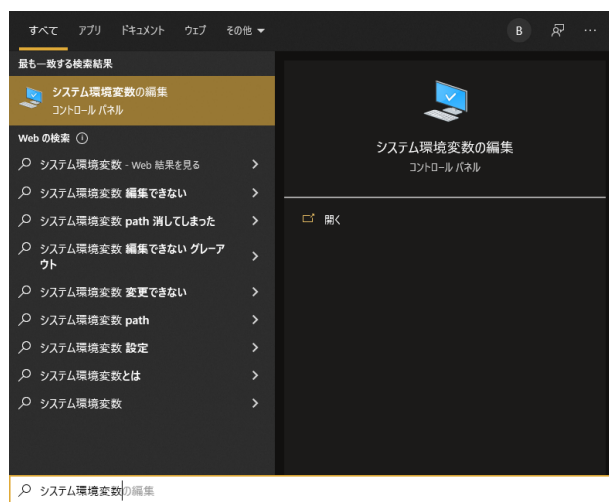 すべて アプリ ドキュメント ウェブ その他 ▼ B ···
最も一致する検索結果
システム環境変数の編集
コントロール パネル
Web の検索
システム環境変数 - Web 結果を見る
システム環境変数 編集できない
システム環境変数 path 消してしまった
システム環境変数 編集できない グレーア
ウト
システム環境変数 変更できない
システム環境変数 path
システム環境変数 設定
システム環境変数とは
システム環境変数
システム環境変数の編集
コントロール パネル
開く
システム環境変数の編集